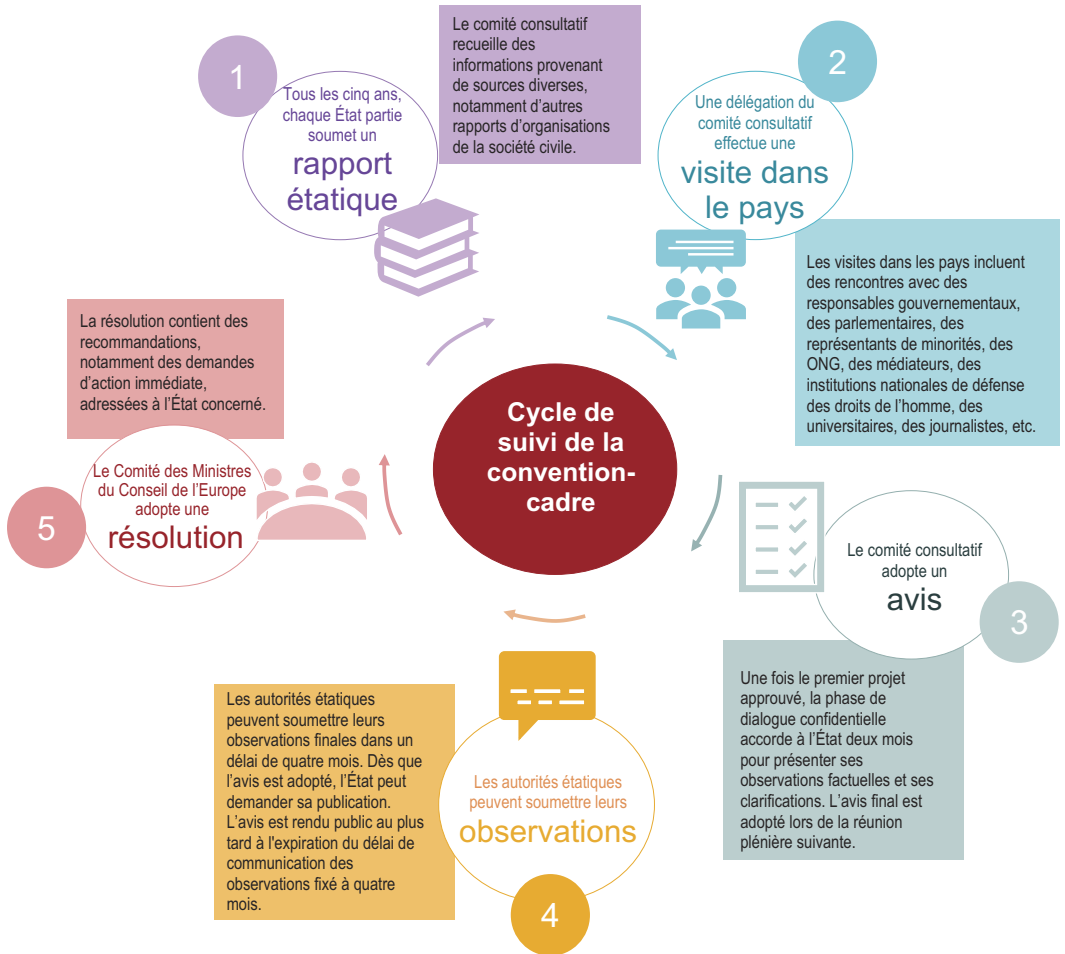 1
Tous les cinq ans,
chaque État partie
soumet un
rapport
étatique
Le comité consultatif
recueille des
informations provenant
de sources diverses,
notamment d'autres
rapports d'organisations
de la société civile.
2
Une délégation du
comité consultatif
effectue une
visite dans
le pays
Les visites dans les pays incluent
des rencontres avec des
responsables gouvernementaux,
des parlementaires, des
représentants de minorités, des
ONG, des médiateurs, des
institutions nationales de défense
des droits de l'homme, des
universitaires, des journalistes, etc.
Cycle de
suivi de la
convention-
cadre
Le comité consultatif
adopte un
avis
3
Une fois le premier projet
approuvé, la phase de
dialogue confidentielle
accorde à l'État deux mois
pour présenter ses
observations factuelles et ses
clarifications. L'avis final est
adopté lors de la réunion
plénière suivante.
Les autorités étatiques
peuvent soumettre leurs
observations
4
Les autorités étatiques
peuvent soumettre leurs
observations finales dans un
délai de quatre mois. Dès que
l'avis est adopté, l'État peut
demander sa publication.
L'avis est rendu public au plus
tard à l'expiration du délai de
communication des
observations fixé à quatre
mois.
La résolution contient des
recommandations,
notamment des demandes
d'action immédiate,
adressées à l'État concerné.
Le Comité des Ministres
du Conseil de l'Europe
adopte une
résolution
5